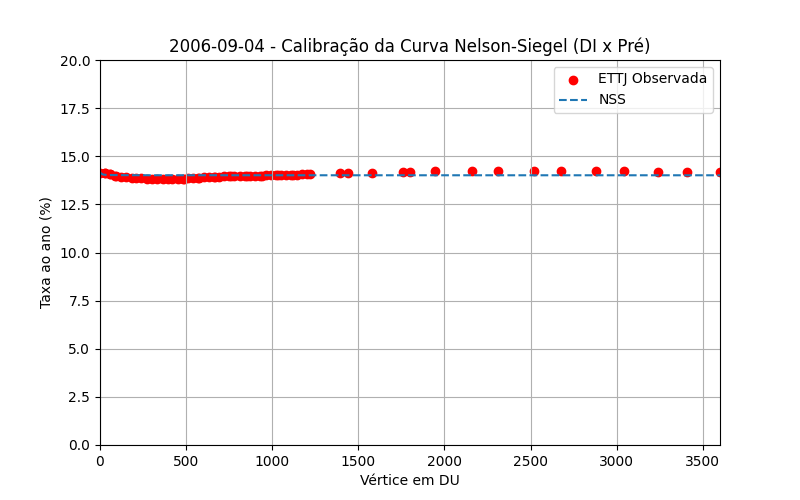 2006-09-04 - Calibração da Curva Nelson-Siegel (DI x Pré)
ETTJ Observada
NSS
Taxa ao ano (%)
20.0
17.5
15.0
12.5
10.0
7.5
5.0
2.5
0.0
0 500 1000 1500 2000 2500 3000 3500
Vértice em DU